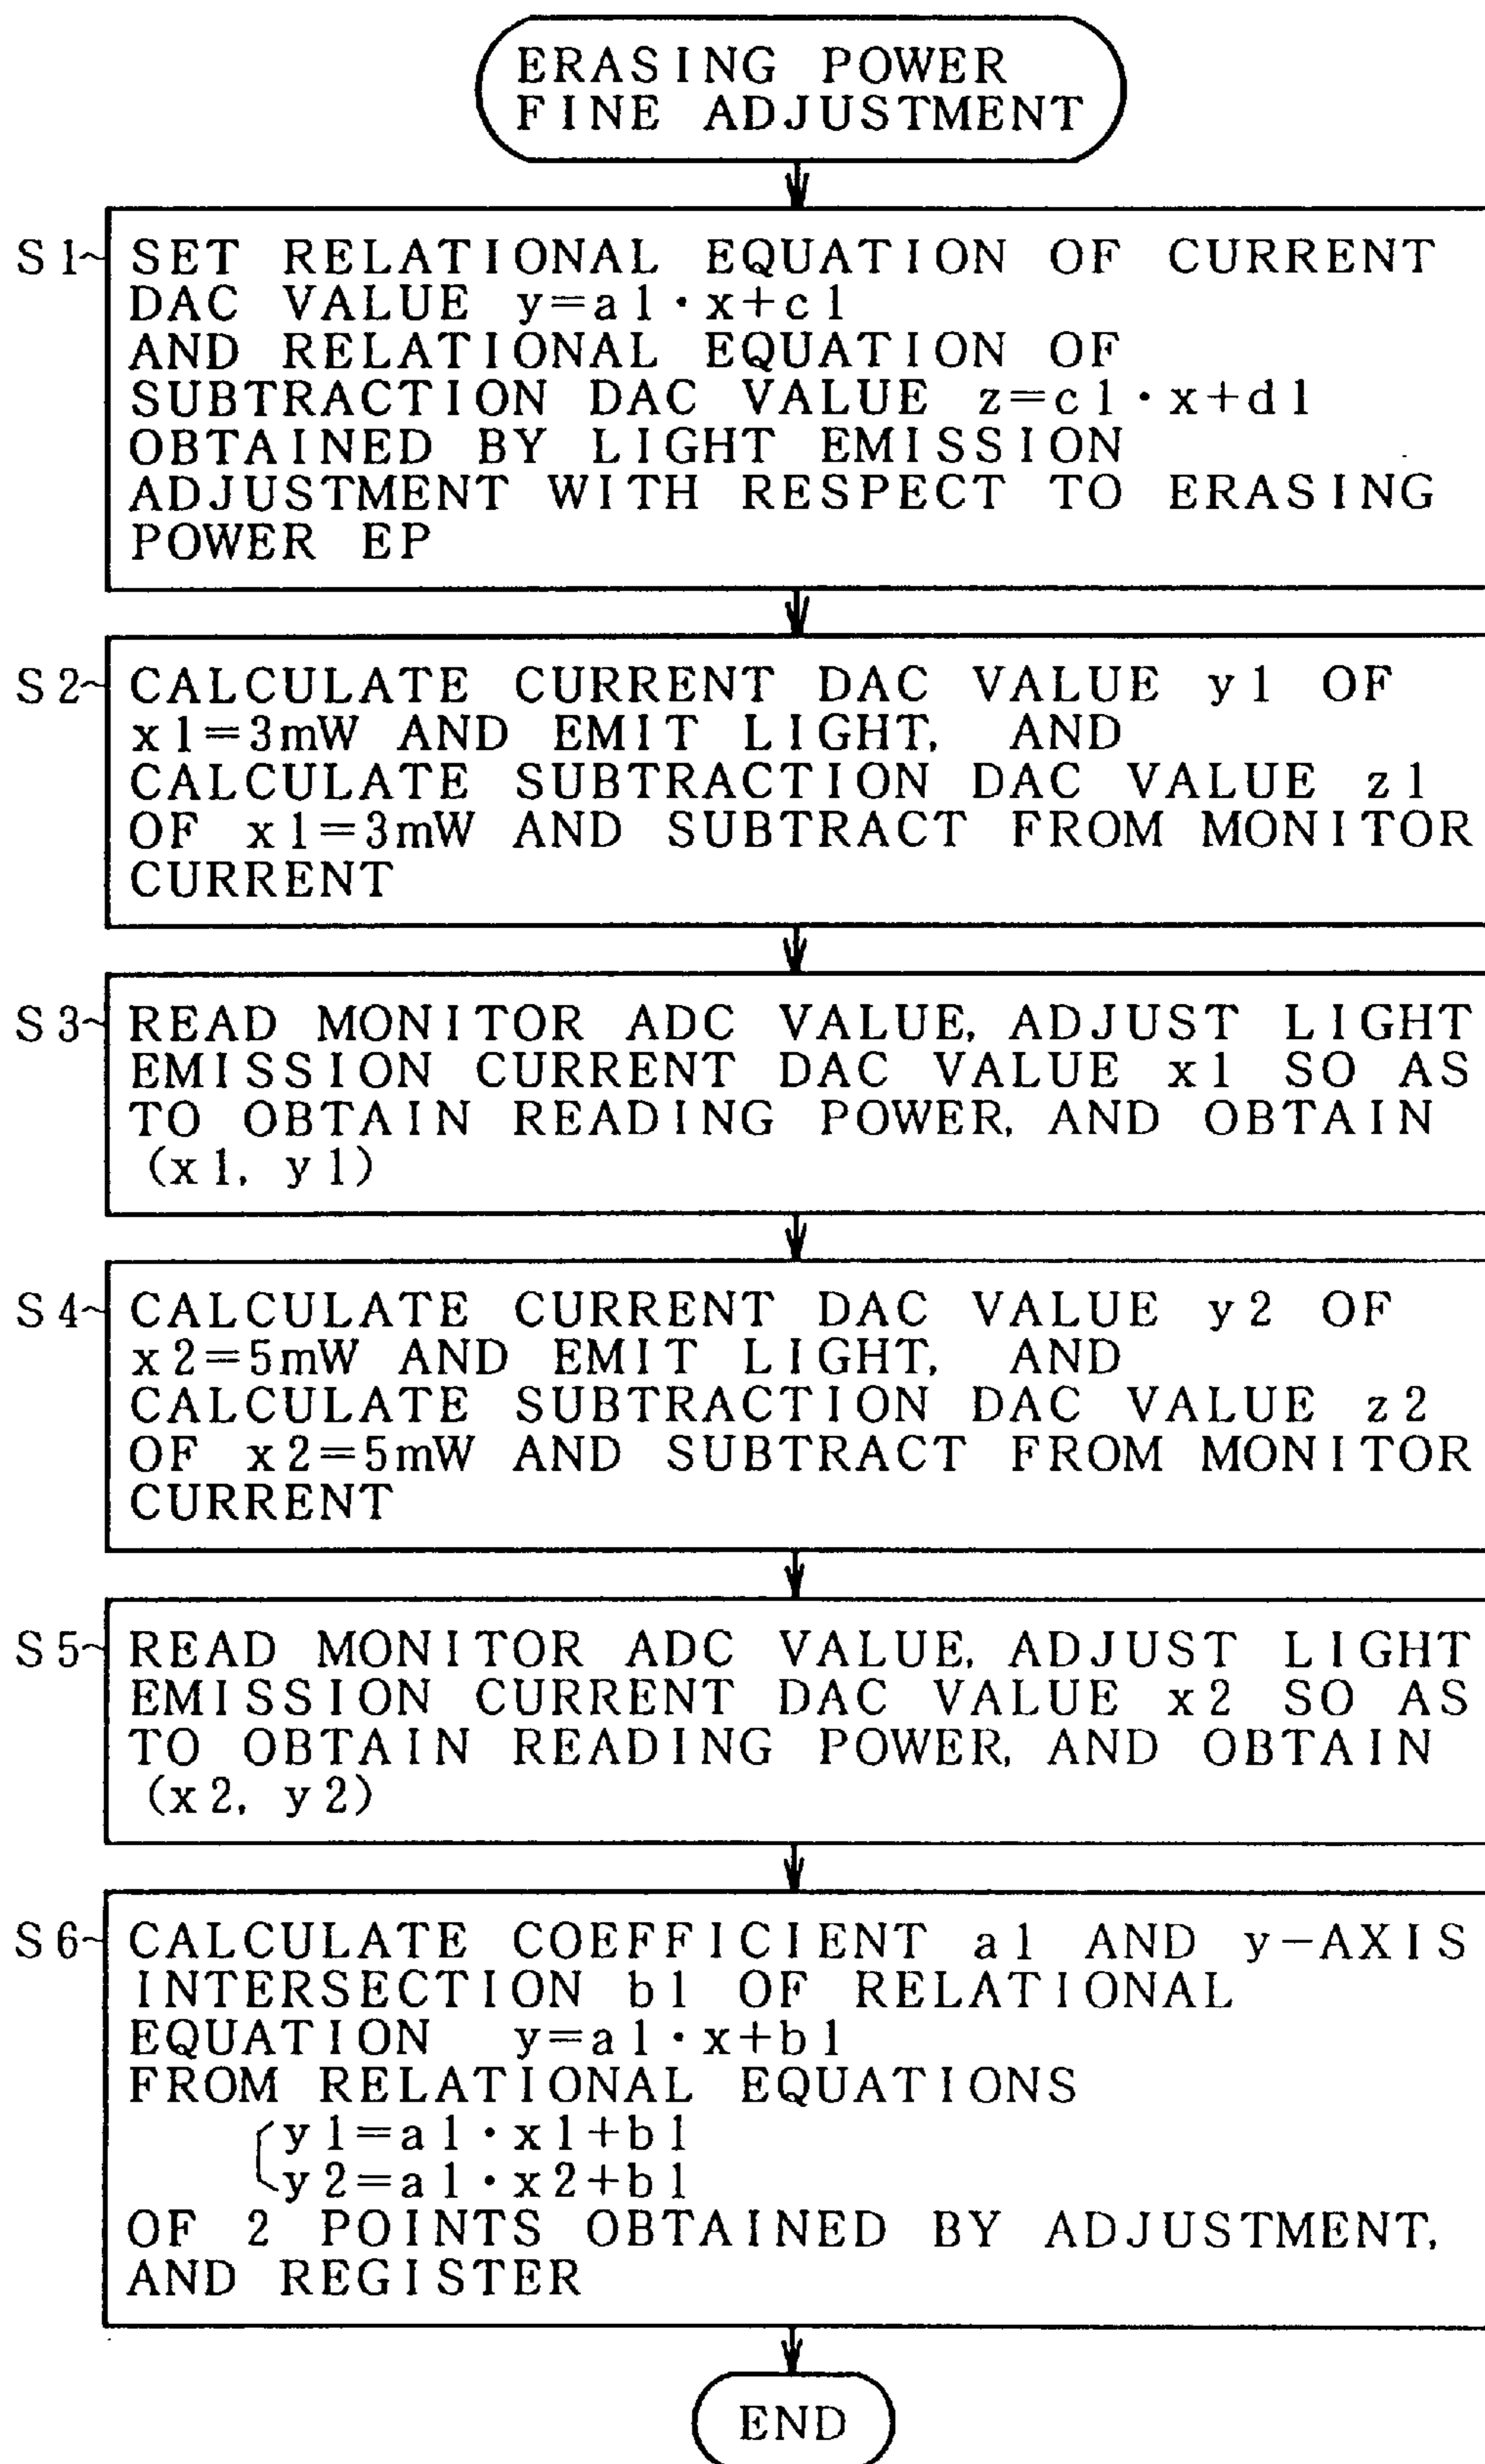 ERASING POWER
FINE ADJUSTMENT
S1
SET RELATIONAL EQUATION OF CURRENT
DAC VALUE y=a1·x+c1
AND RELATIONAL EQUATION OF
SUBTRACTION DAC VALUE z=c1·x+d1
OBTAINED BY LIGHT EMISSION
ADJUSTMENT WITH RESPECT TO ERASING
POWER EP
S2
CALCULATE CURRENT DAC VALUE y1 OF
x1=3mW AND EMIT LIGHT, AND
CALCULATE SUBTRACTION DAC VALUE z1
OF x1=3mW AND SUBTRACT FROM MONITOR
CURRENT
S3
READ MONITOR ADC VALUE, ADJUST LIGHT
EMISSION CURRENT DAC VALUE x1 SO AS
TO OBTAIN READING POWER, AND OBTAIN
(x1, y1)
S4
CALCULATE CURRENT DAC VALUE y2 OF
x2=5mW AND EMIT LIGHT, AND
CALCULATE SUBTRACTION DAC VALUE z2
OF x2=5mW AND SUBTRACT FROM MONITOR
CURRENT
S5
READ MONITOR ADC VALUE, ADJUST LIGHT
EMISSION CURRENT DAC VALUE x2 SO AS
TO OBTAIN READING POWER, AND OBTAIN
(x2, y2)
S6
CALCULATE COEFFICIENT a1 AND y-AXIS
INTERSECTION b1 OF RELATIONAL
EQUATION y=a1·x+b1
FROM RELATIONAL EQUATIONS
y1=a1·x1+b1
y2=a1·x2+b1
OF 2 POINTS OBTAINED BY ADJUSTMENT,
AND REGISTER
END